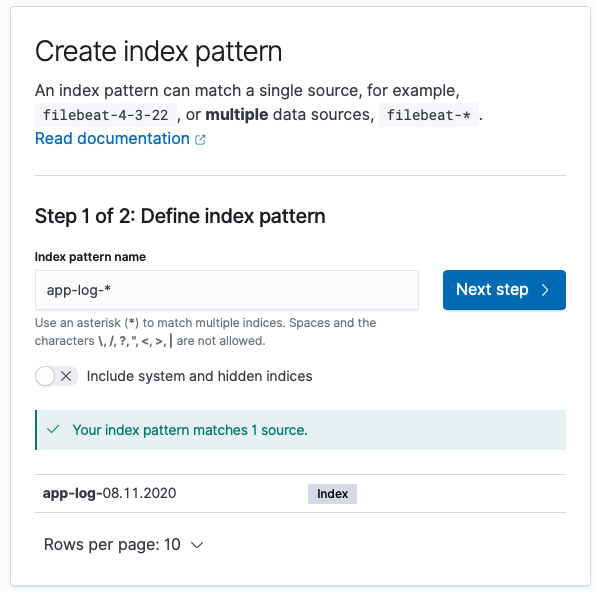 Create index pattern
An index pattern can match a single source, for example,
filebeat-4-3-22 , or multiple data sources, filebeat-* .
Read documentation
Step 1 of 2: Define index pattern
Index pattern name
app-log-*
Next step
Use an asterisk (*) to match multiple indices. Spaces and the
characters \, /, ?, ", <, >, | are not allowed.
Include system and hidden indices
Your index pattern matches 1 source.
app-log-08.11.2020 Index
Rows per page: 10